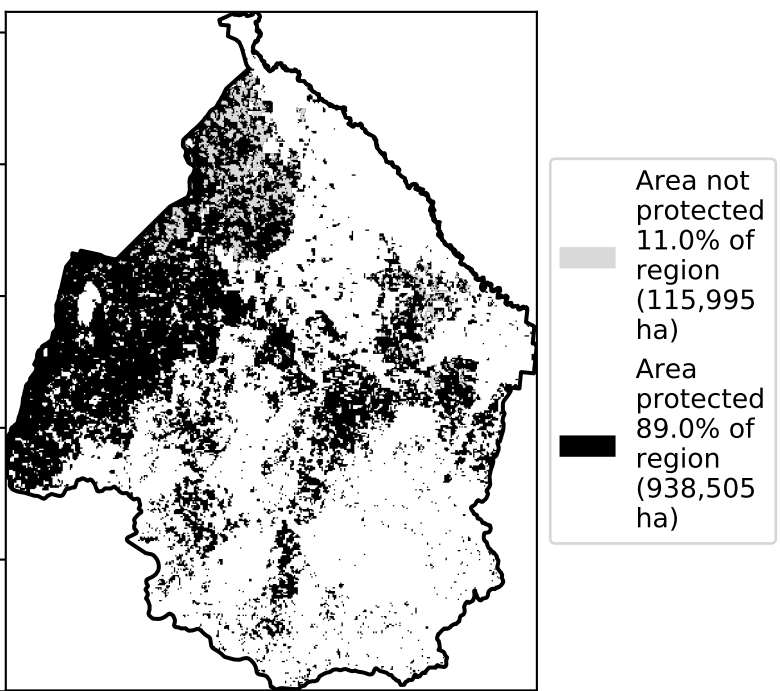 Area not
protected
11.0% of
region
(115,995
ha)
Area
protected
89.0% of
region
(938,505
ha)